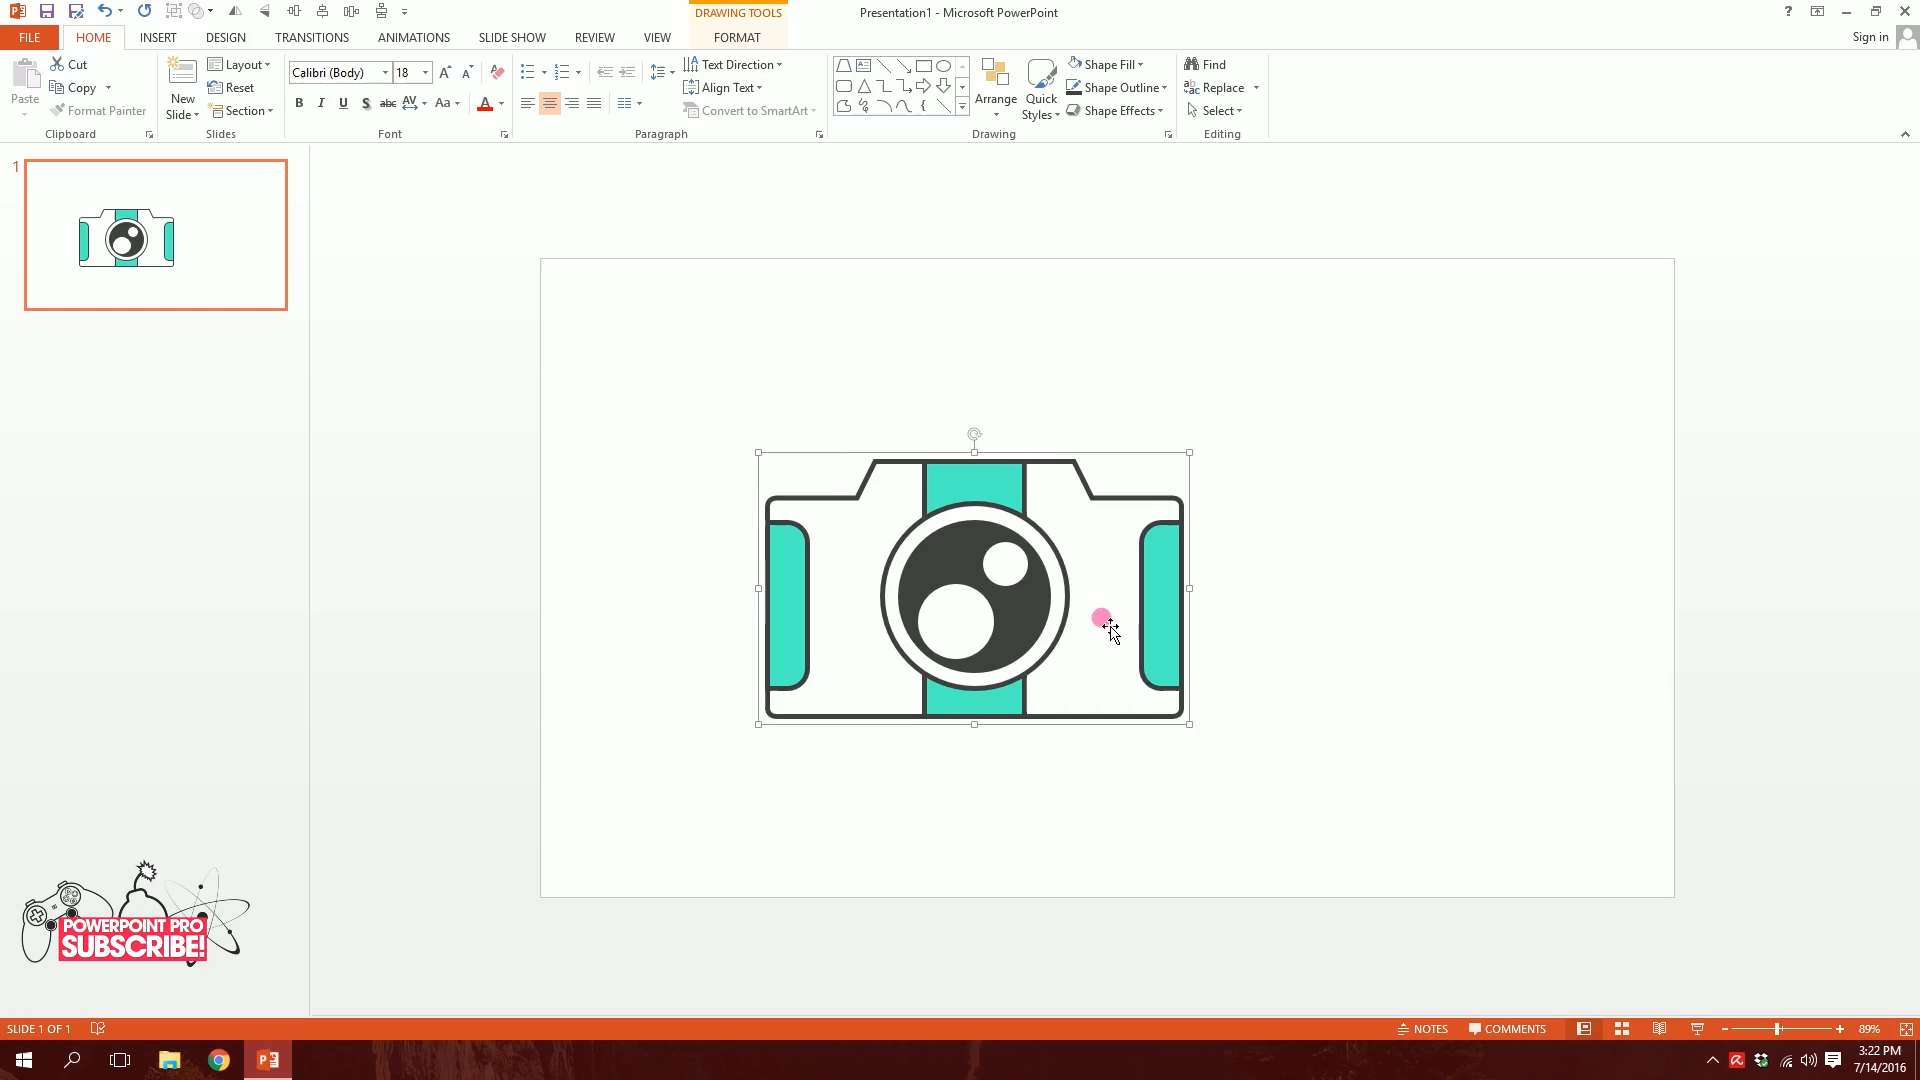 Presentation1 - Microsoft PowerPoint
DRAWING TOOLS
FILE HOME INSERT DESIGN TRANSITIONS ANIMATIONS SLIDE SHOW REVIEW VIEW FORMAT
Sign in
Paste
Cut
Copy
Format Painter
Clipboard
New
Slide
Layout
Reset
Section
Slides
Calibri (Body) 18
B I U S abc AV Aa A
Font
Text Direction
Align Text
Convert to SmartArt
Paragraph
Arrange
Quick
Styles
Shape Fill
Shape Outline
Shape Effects
Drawing
Find
Replace
Select
Editing
1
POWERPOINT PRO
SUBSCRIBE!
SLIDE 1 OF 1
NOTES COMMENTS 89%
3:22 PM
7/14/2016